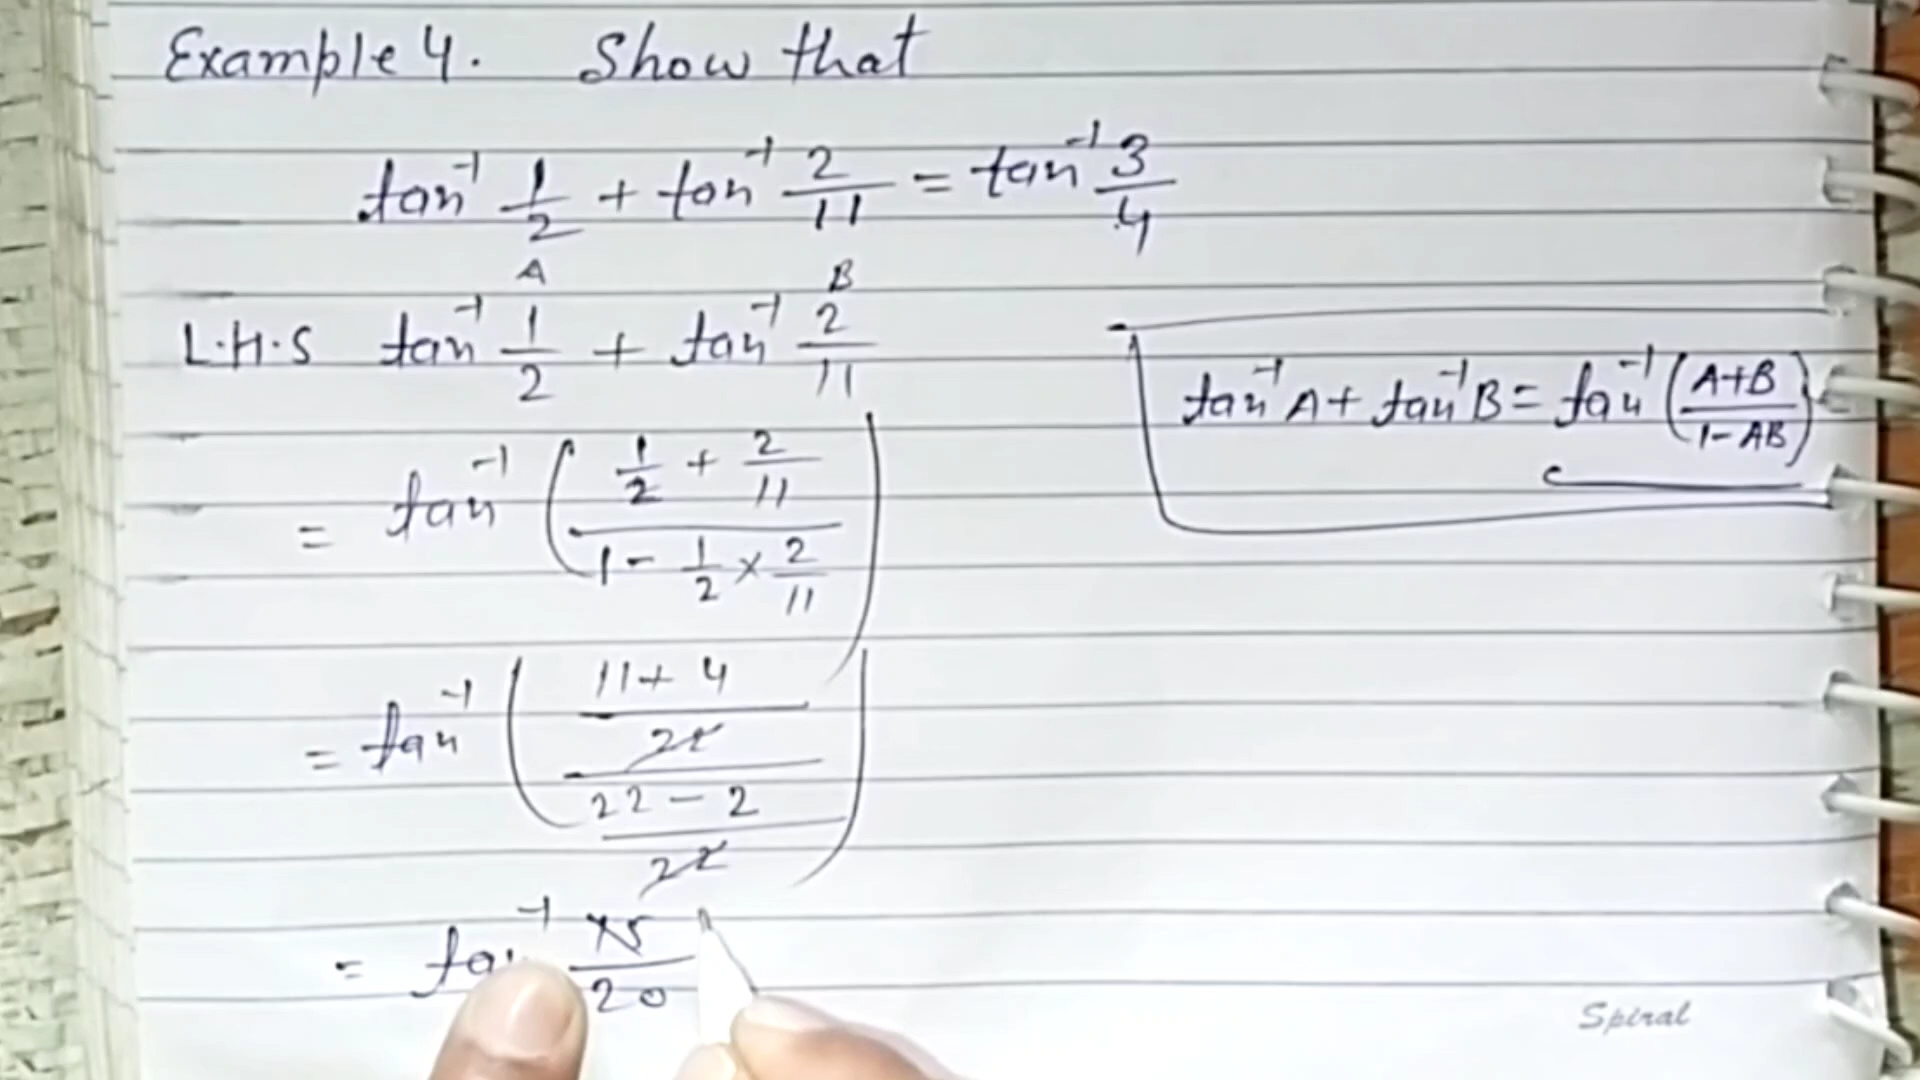 Example 4. Show that
tan⁻¹ 1/2 + tan⁻¹ 2/11 = tan⁻¹ 3/4
A B
L.H.S tan⁻¹ 1/2 + tan⁻¹ 2/11
tan⁻¹A + tan⁻¹B = tan⁻¹ (A+B / 1-AB)
= tan⁻¹ ( 1/2 + 2/11 / 1 - 1/2 × 2/11 )
= tan⁻¹ ( 11+4 / 22 / 22-2 / 22 )
= tan⁻¹ 15/20
Spiral